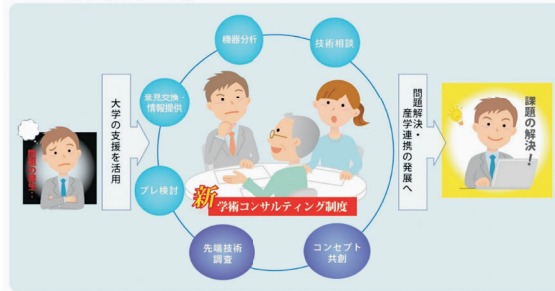 機器分析
技術相談
意見交換・
情報提供
プレ検討
大学の支援を活用
新 学術コンサルティング制度
先端技術
調査
コンセプト
共創
問題解決・
産学連携の発展へ
課題の解決！